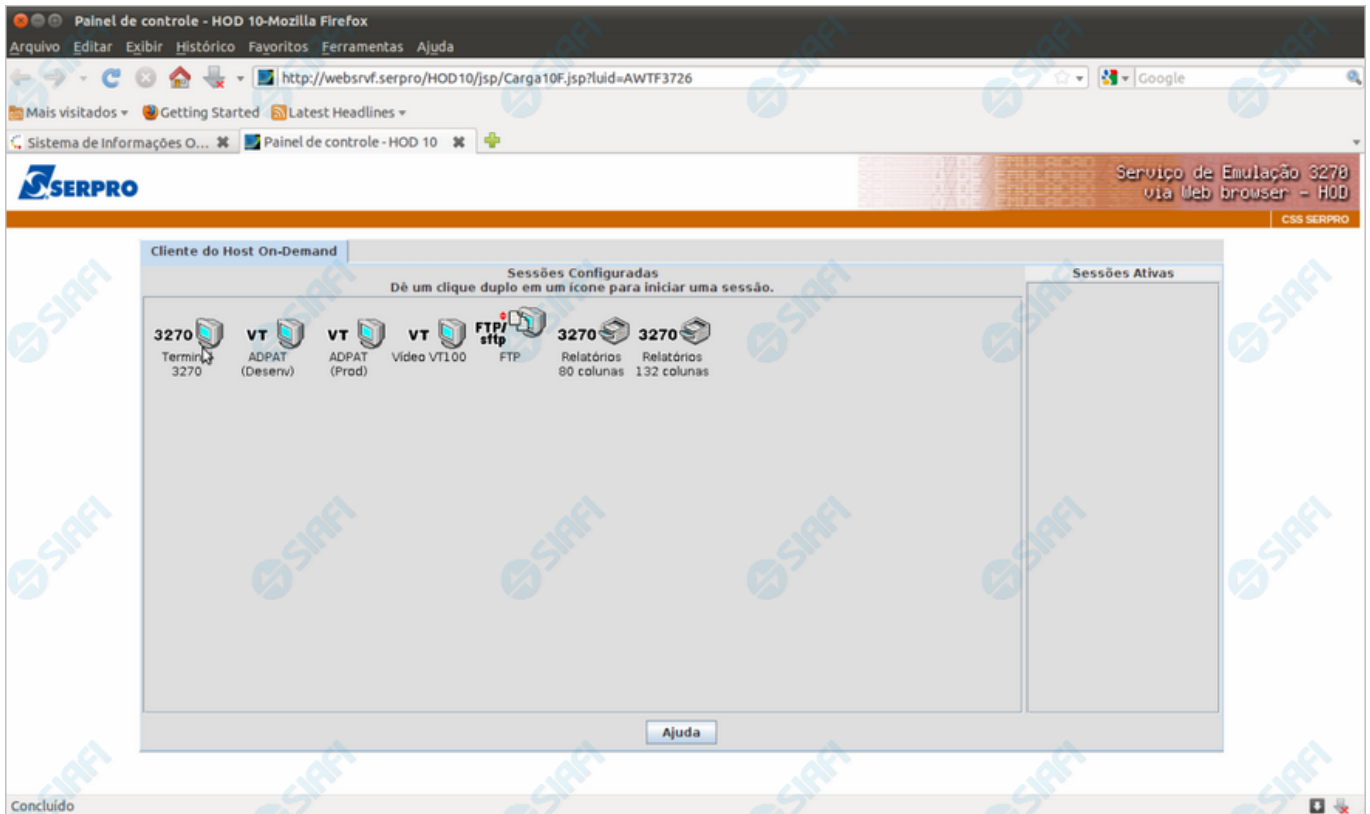 Painel de controle - HOD 10-Mozilla Firefox
Arquivo Editar Exibir Histórico Favoritos Ferramentas Ajuda
http://websrvf.serpro/HOD10/jsp/Carga10F.jsp?luid=AWTF3726 Google
Mais visitados Getting Started Latest Headlines
Sistema de Informações O... Painel de controle - HOD 10
SERPRO
Serviço de Emulação 3270
via Web browser - HOD
CSS SERPRO
Cliente do Host On-Demand
Sessões Configuradas Sessões Ativas
Dê um clique duplo em um ícone para iniciar uma sessão.
3270 VT VT VT FTP/ sftp 3270 3270
Termin ADPAT ADPAT Vídeo VT100 FTP Relatórios Relatórios
3270 (Desenv) (Prod) 80 colunas 132 colunas
Ajuda
Concluído
SIAFI